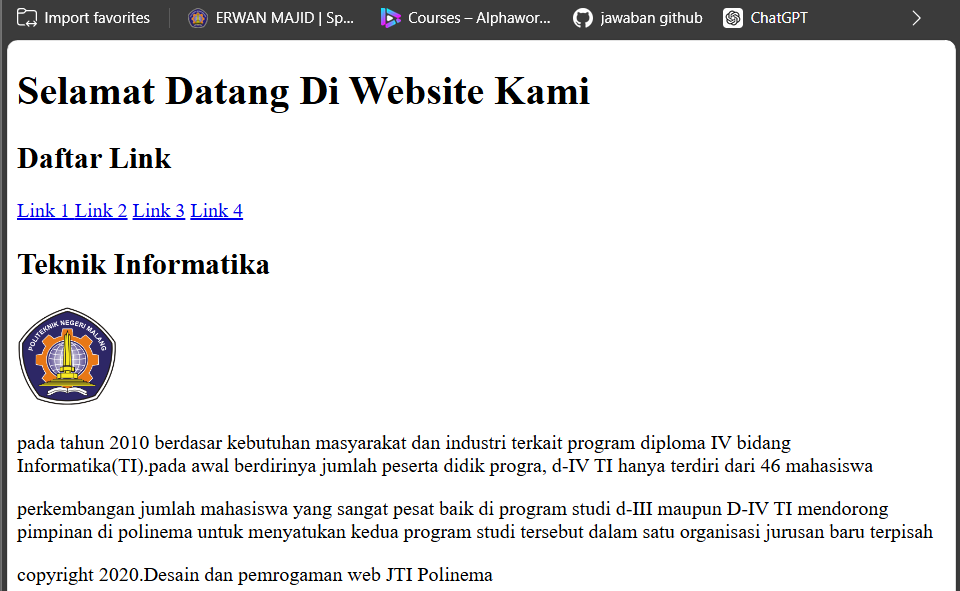 Import favorites
ERWAN MAJID | Sp...
Courses – Alphawor...
jawaban github
ChatGPT
Selamat Datang Di Website Kami
Daftar Link
Link 1 Link 2 Link 3 Link 4
Teknik Informatika
POLITEKNIK NEGERI MALANG
pada tahun 2010 berdasar kebutuhan masyarakat dan industri terkait program diploma IV bidang
Informatika(TI).pada awal berdirinya jumlah peserta didik progra, d-IV TI hanya terdiri dari 46 mahasiswa
perkembangan jumlah mahasiswa yang sangat pesat baik di program studi d-III maupun D-IV TI mendorong
pimpinan di polinema untuk menyatukan kedua program studi tersebut dalam satu organisasi jurusan baru terpisah
copyright 2020.Desain dan pemrogaman web JTI Polinema